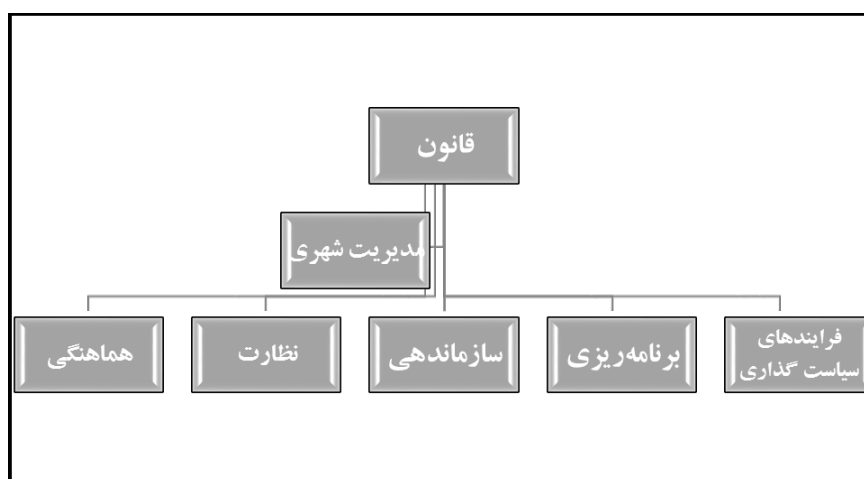 قانون
مدیریت شهری
فرایندهای
سیاست گذاری
برنامه‌ریزی
سازماندهی
نظارت
هماهنگی